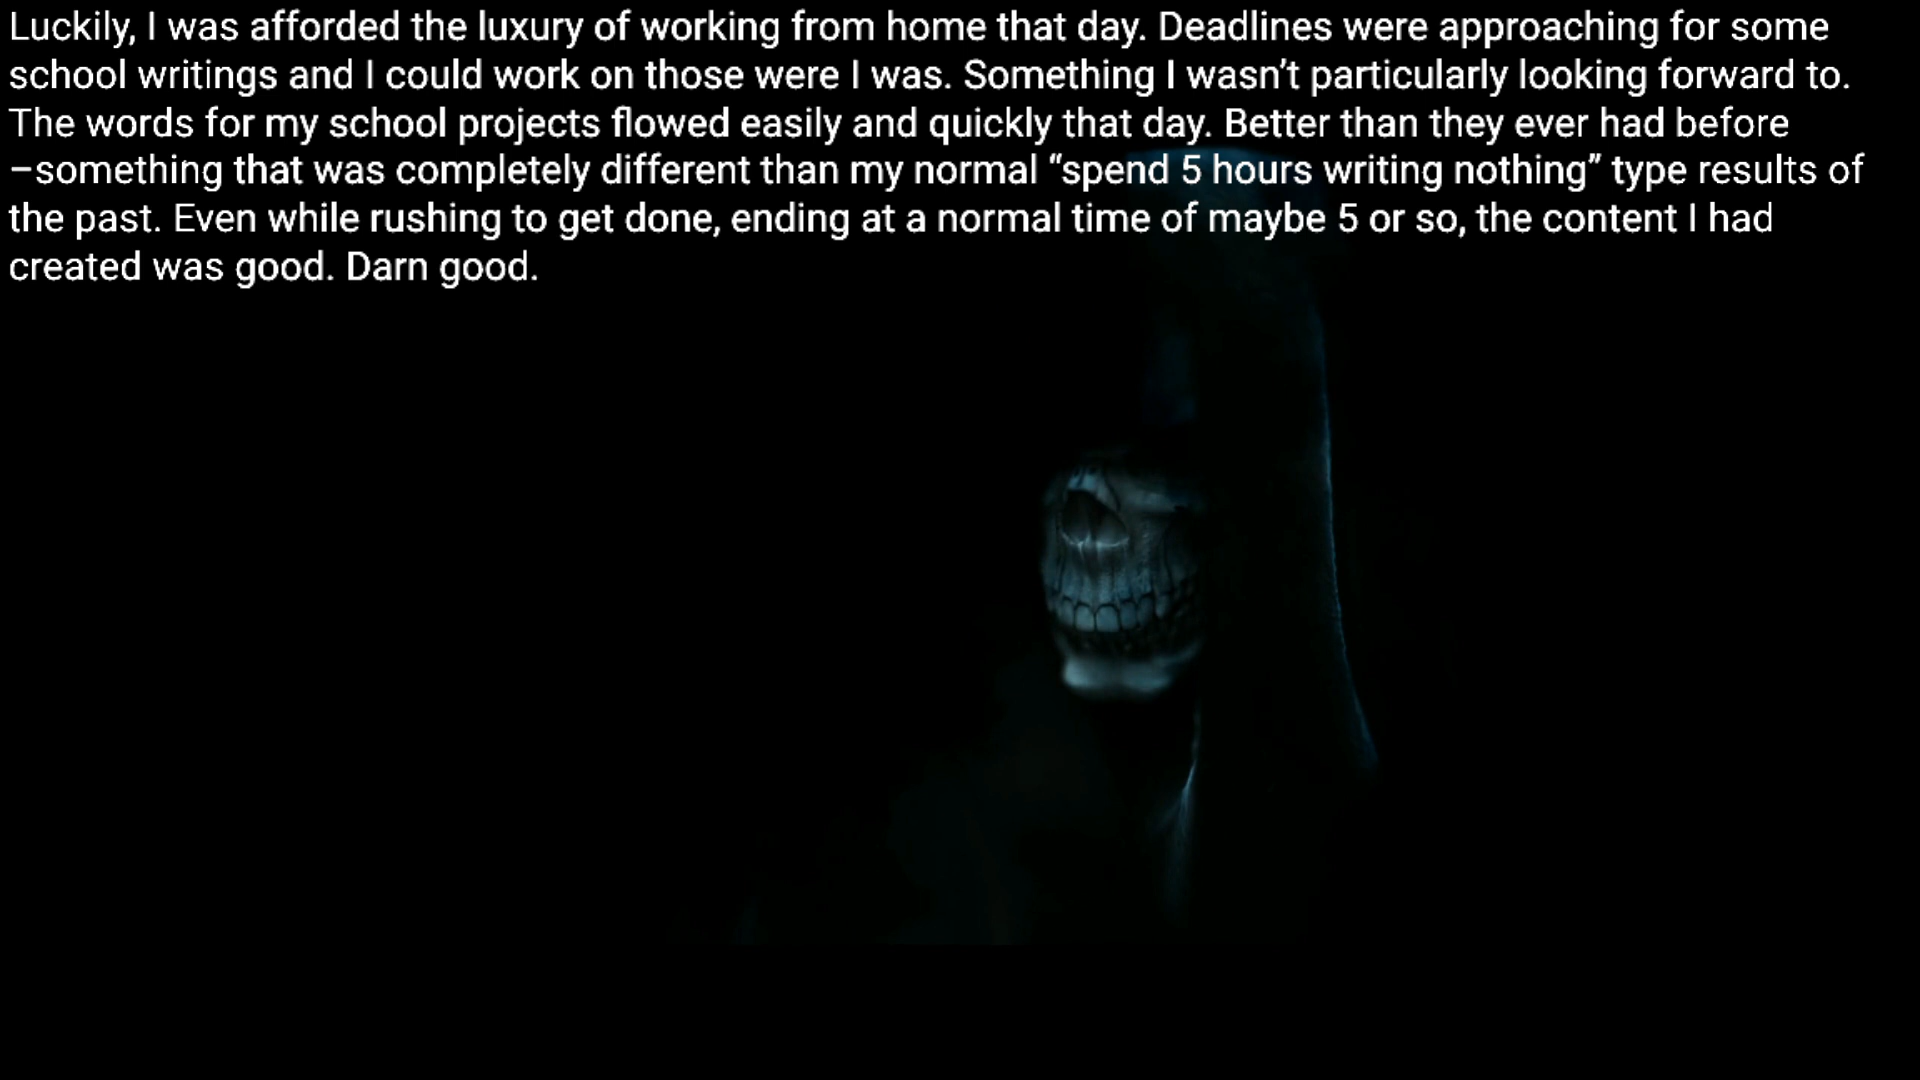 Luckily, I was afforded the luxury of working from home that day. Deadlines were approaching for some
school writings and I could work on those were I was. Something I wasn’t particularly looking forward to.
The words for my school projects flowed easily and quickly that day. Better than they ever had before
–something that was completely different than my normal “spend 5 hours writing nothing” type results of
the past. Even while rushing to get done, ending at a normal time of maybe 5 or so, the content I had
created was good. Darn good.